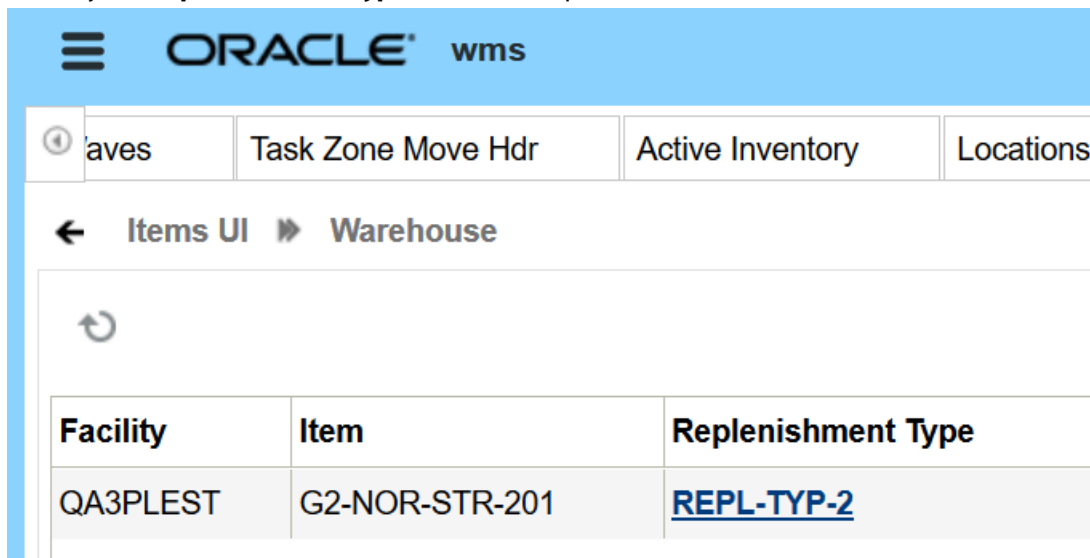 ORACLE wms
aves Task Zone Move Hdr Active Inventory Locations
Items UI Warehouse
Facility Item Replenishment Type
QA3PLEST G2-NOR-STR-201 REPL-TYP-2